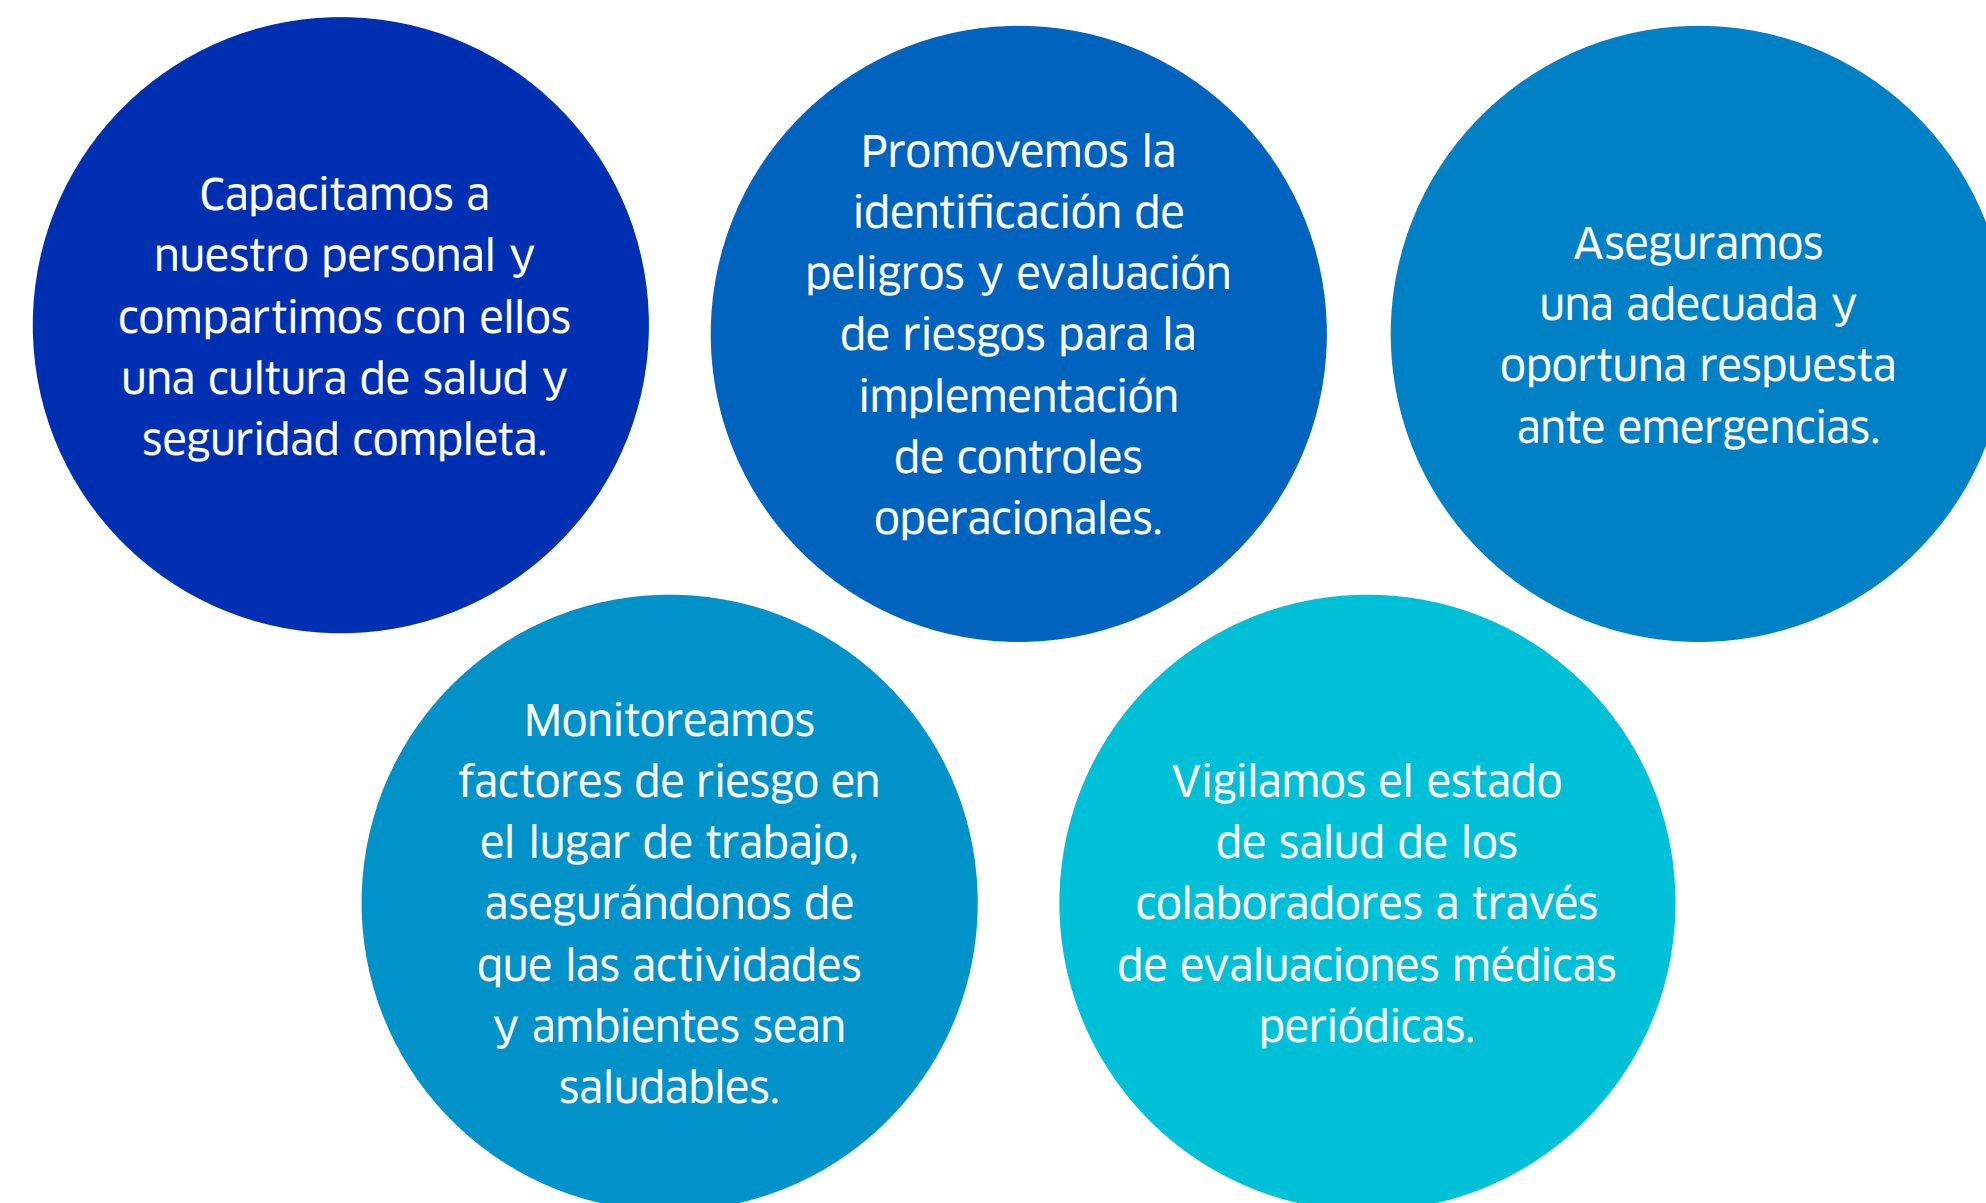 Capacitamos a
nuestro personal y
compartimos con ellos
una cultura de salud y
seguridad completa.
Promovemos la
identificación de
peligros y evaluación
de riesgos para la
implementación
de controles
operacionales.
Aseguramos
una adecuada y
oportuna respuesta
ante emergencias.
Monitoreamos
factores de riesgo en
el lugar de trabajo,
asegurándonos de
que las actividades
y ambientes sean
saludables.
Vigilamos el estado
de salud de los
colaboradores a través
de evaluaciones médicas
periódicas.